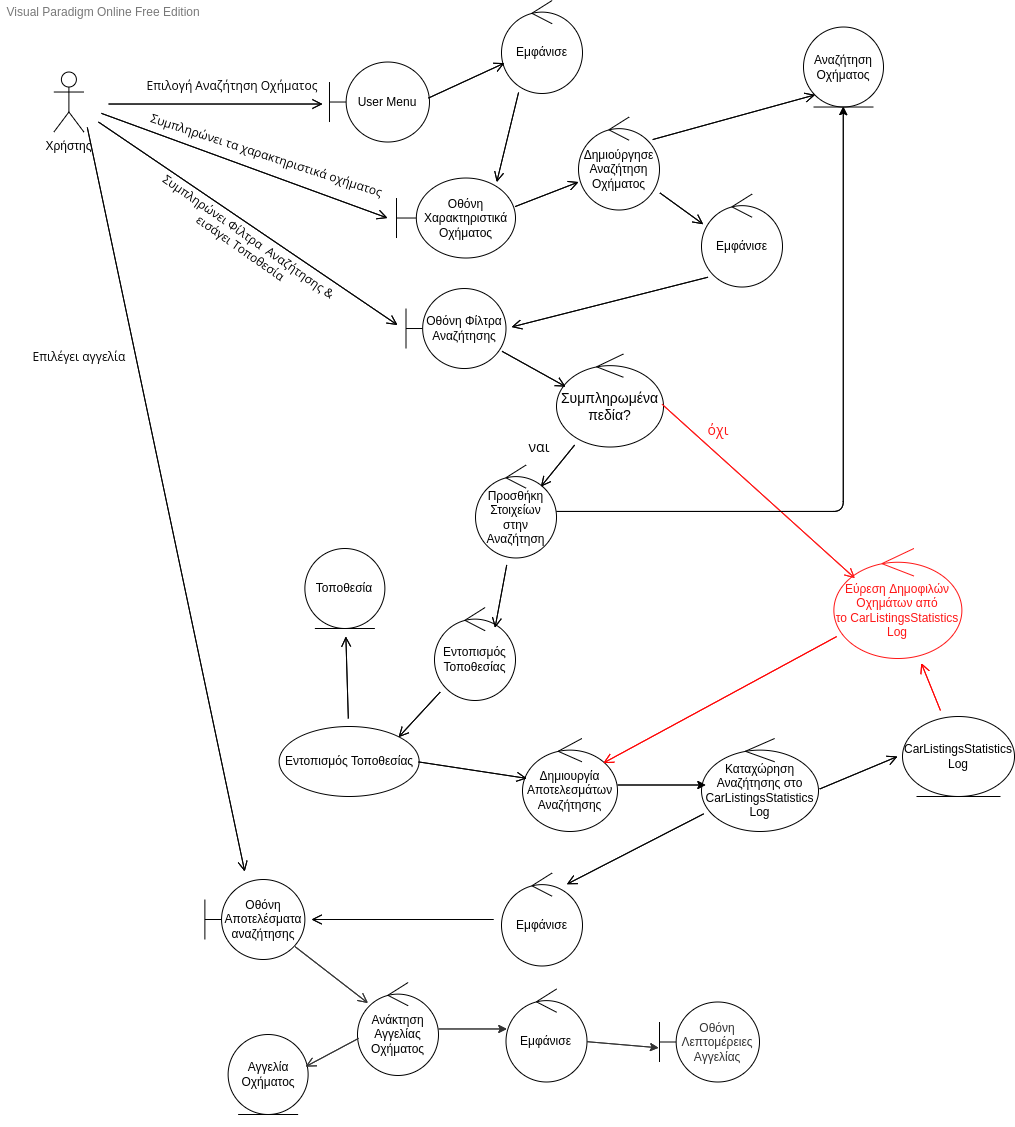 Visual Paradigm Online Free Edition
Εμφάνισε
Αναζήτηση
Οχήματος
Επιλογή Αναζήτηση Οχήματος
User Menu
Χρήστης
Συμπληρώνει τα χαρακτηριστικά οχήματος
Δημιούργησε
Αναζήτηση
Οχήματος
Συμπληρώνει Φίλτρα Αναζήτησης &
εισάγει Τοποθεσία
Οθόνη
Χαρακτηριστικά
Οχήματος
Εμφάνισε
Οθόνη Φίλτρα
Αναζήτησης
Επιλέγει αγγελία
Συμπληρωμένα
πεδία?
όχι
ναι
Προσθήκη
Στοιχείων
στην
Αναζήτηση
Τοποθεσία
Εύρεση Δημοφιλών
Οχημάτων από
το CarListingsStatistics
Log
Εντοπισμός
Τοποθεσίας
Εντοπισμός Τοποθεσίας
CarListingsStatistics
Log
Δημιουργία
Αποτελεσμάτων
Αναζήτησης
Καταχώρηση
Αναζήτησης στο
CarListingsStatistics
Log
Οθόνη
Αποτελέσματα
αναζήτησης
Εμφάνισε
Ανάκτηση
Αγγελίας
Οχήματος
Εμφάνισε
Οθόνη
Λεπτομέρειες
Αγγελίας
Αγγελία
Οχήματος